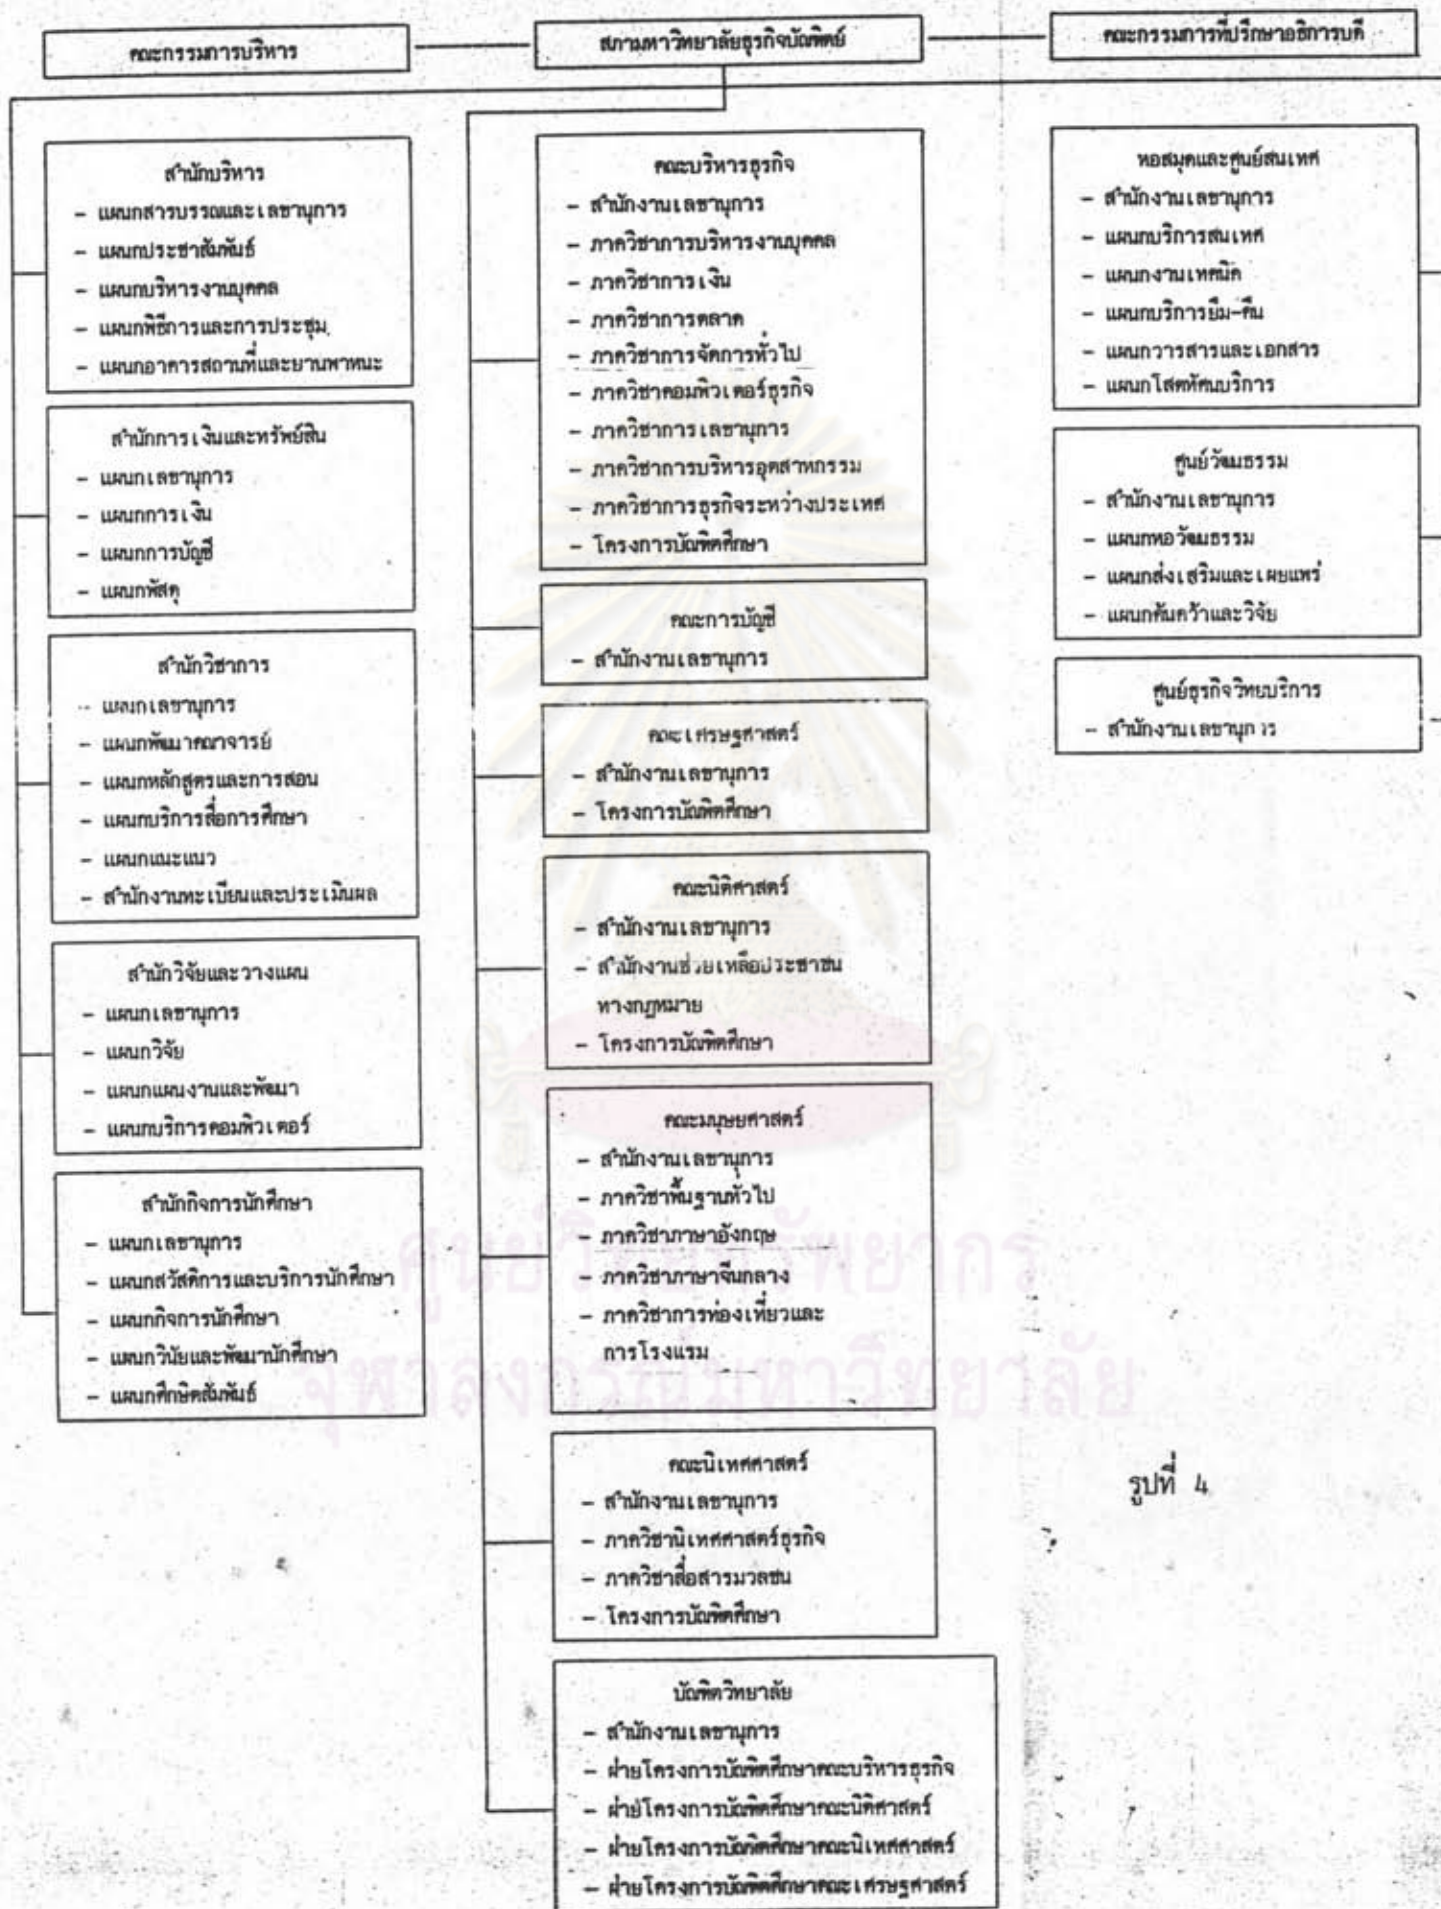 คณะกรรมการบริหาร
สภามหาวิทยาลัยธุรกิจบัณฑิตย์
คณะกรรมการที่ปรึกษาอธิการบดี
สำนักบริหาร
- แผนกสารบรรณและเลขานุการ
- แผนกประชาสัมพันธ์
- แผนกบริหารงานบุคคล
- แผนกพิธีการและการประชุม
- แผนกอาคารสถานที่และยานพาหนะ
สำนักการเงินและทรัพย์สิน
- แผนกเลขานุการ
- แผนกการเงิน
- แผนกการบัญชี
- แผนกพัสดุ
สำนักวิชาการ
- แผนกเลขานุการ
- แผนกพัฒนาคณาจารย์
- แผนกหลักสูตรและการสอน
- แผนกบริการสื่อการศึกษา
- แผนกแนะแนว
- สำนักงานทะเบียนและประเมินผล
สำนักวิจัยและวางแผน
- แผนกเลขานุการ
- แผนกวิจัย
- แผนกแผนงานและพัฒนา
- แผนกบริการคอมพิวเตอร์
สำนักกิจการนักศึกษา
- แผนกเลขานุการ
- แผนกสวัสดิการและบริการนักศึกษา
- แผนกกิจการนักศึกษา
- แผนกวินัยและพัฒนานักศึกษา
- แผนกศึกษิตสัมพันธ์
คณะบริหารธุรกิจ
- สำนักงานเลขานุการ
- ภาควิชาการบริหารงานบุคคล
- ภาควิชาการเงิน
- ภาควิชาการตลาด
- ภาควิชาการจัดการทั่วไป
- ภาควิชาคอมพิวเตอร์ธุรกิจ
- ภาควิชาการเลขานุการ
- ภาควิชาการบริหารอุตสาหกรรม
- ภาควิชาการธุรกิจระหว่างประเทศ
- โครงการบัณฑิตศึกษา
คณะการบัญชี
- สำนักงานเลขานุการ
คณะเศรษฐศาสตร์
- สำนักงานเลขานุการ
- โครงการบัณฑิตศึกษา
คณะนิติศาสตร์
- สำนักงานเลขานุการ
- สำนักงานช่วยเหลือประชาชน
ทางกฎหมาย
- โครงการบัณฑิตศึกษา
คณะมนุษยศาสตร์
- สำนักงานเลขานุการ
- ภาควิชาพื้นฐานทั่วไป
- ภาควิชาภาษาอังกฤษ
- ภาควิชาภาษาจีนกลาง
- ภาควิชาการท่องเที่ยวและ
การโรงแรม
คณะนิเทศศาสตร์
- สำนักงานเลขานุการ
- ภาควิชานิเทศศาสตร์ธุรกิจ
- ภาควิชาสื่อสารมวลชน
- โครงการบัณฑิตศึกษา
บัณฑิตวิทยาลัย
- สำนักงานเลขานุการ
- ฝ่ายโครงการบัณฑิตศึกษาคณะบริหารธุรกิจ
- ฝ่ายโครงการบัณฑิตศึกษาคณะนิติศาสตร์
- ฝ่ายโครงการบัณฑิตศึกษาคณะนิเทศศาสตร์
- ฝ่ายโครงการบัณฑิตศึกษาคณะเศรษฐศาสตร์
หอสมุดและศูนย์สนเทศ
- สำนักงานเลขานุการ
- แผนกบริการสนเทศ
- แผนกงานเทคนิค
- แผนกบริการยืม-คืน
- แผนกวารสารและเอกสาร
- แผนกโสตทัศนบริการ
ศูนย์วัฒนธรรม
- สำนักงานเลขานุการ
- แผนกหอวัฒนธรรม
- แผนกส่งเสริมและเผยแพร่
- แผนกค้นคว้าและวิจัย
ศูนย์ธุรกิจวิทยบริการ
- สำนักงานเลขานุการ
รูปที่ 4
ศูนย์วิทยทรัพยากร
จุฬาลงกรณ์มหาวิทยาลัย